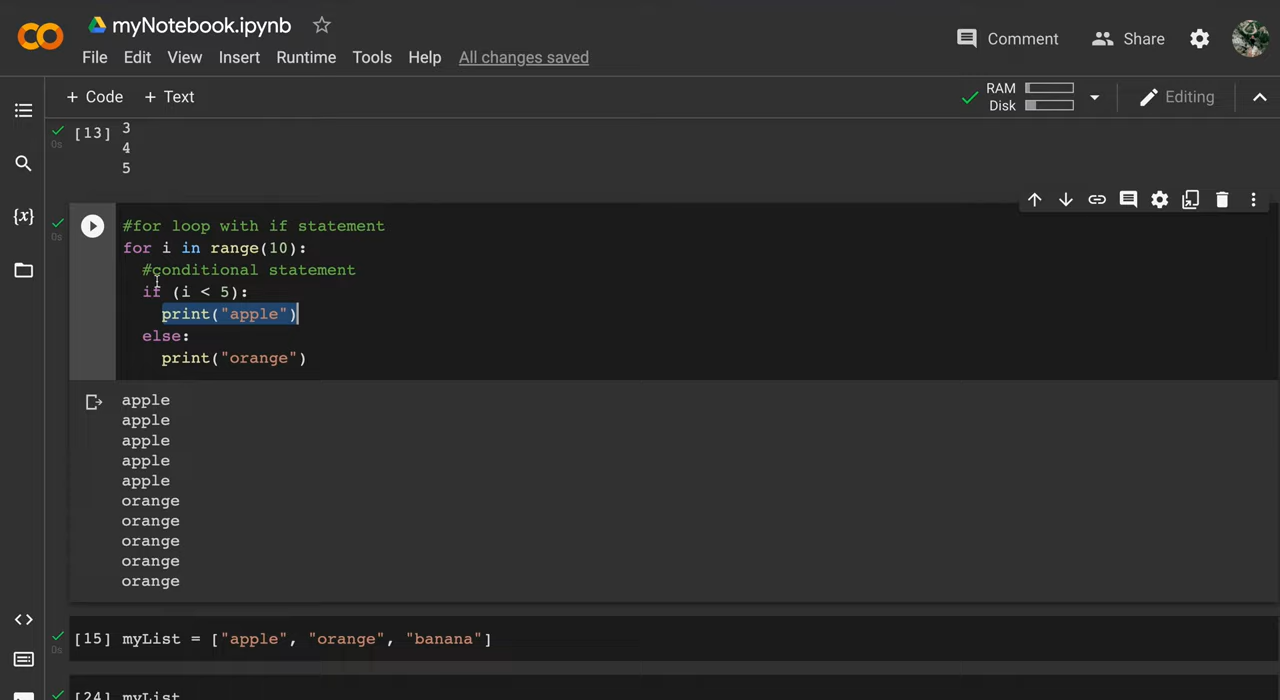 myNotebook.ipynb
File Edit View Insert Runtime Tools Help All changes saved
Comment Share
+ Code + Text
RAM
Disk
Editing
[13] 3
0s
4
5
{x}
0s
#for loop with if statement
for i in range(10):
#conditional statement
if (i < 5):
print("apple")
else:
print("orange")
apple
apple
apple
apple
apple
orange
orange
orange
orange
orange
[15] myList = ["apple", "orange", "banana"]
0s
[24] myList